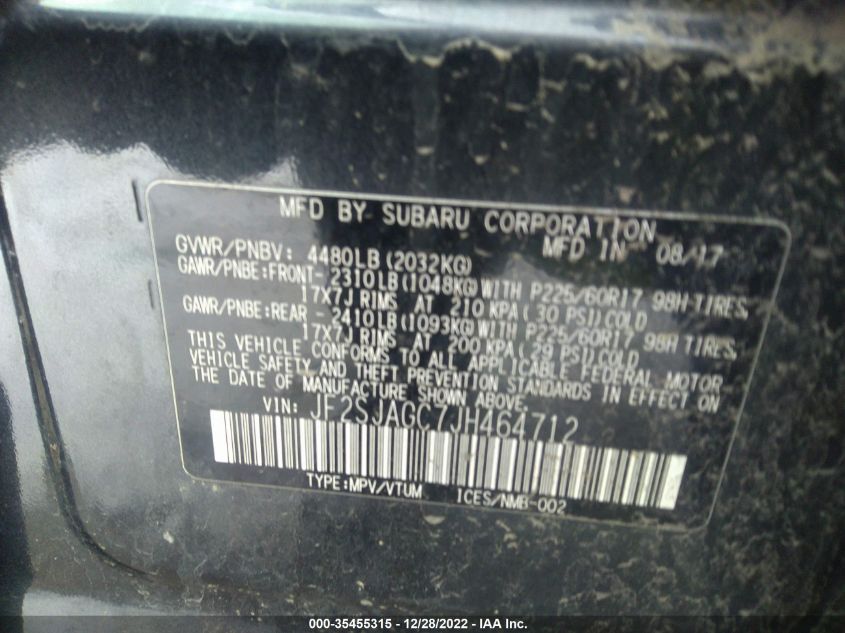 MFD BY SUBARU CORPORATION
MFD IN 08/17
GVWR/PNBV: 4480LB(2032KG)
GAWR/PNBE:FRONT- 2310LB(1048KG)WITH P225/60R17 98H TIRES,
17X7J RIMS AT 210 KPA(30 PSI)COLD
GAWR/PNBE:REAR - 2410LB(1093KG)WITH P225/60R17 98H TIRES,
17X7J RIMS AT 200 KPA(29 PSI)COLD
THIS VEHICLE CONFORMS TO ALL APPLICABLE FEDERAL MOTOR
VEHICLE SAFETY AND THEFT PREVENTION STANDARDS IN EFFECT ON
THE DATE OF MANUFACTURE SHOWN ABOVE.
VIN: JF2SJAGC7JH464712
TYPE:MPV/VTUM ICES/NMB-002
000-35455315 - 12/28/2022 - IAA Inc.